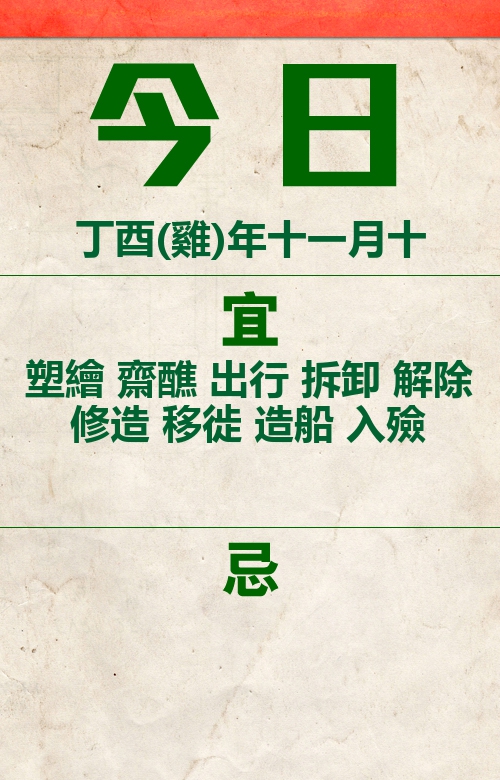 今日
丁酉(雞)年十一月十
宜
塑繪 齋醮 出行 拆卸 解除
修造 移徙 造船 入殮
忌